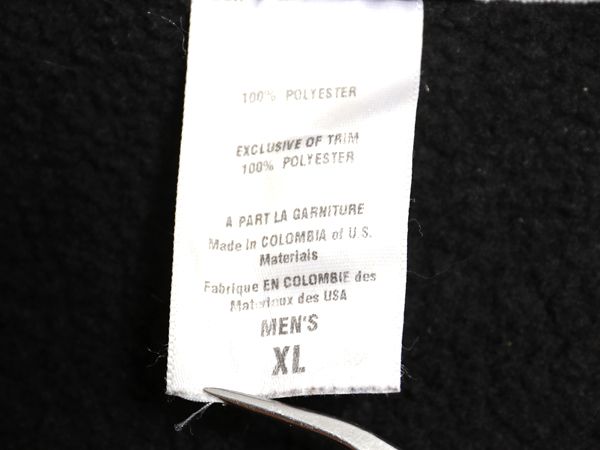 100% POLYESTER
EXCLUSIVE OF TRIM
100% POLYESTER
A PART LA GARNITURE
Made in COLOMBIA of U.S.
Materials
Fabrique EN COLOMBIE des
Materioux des USA
MEN'S
XL